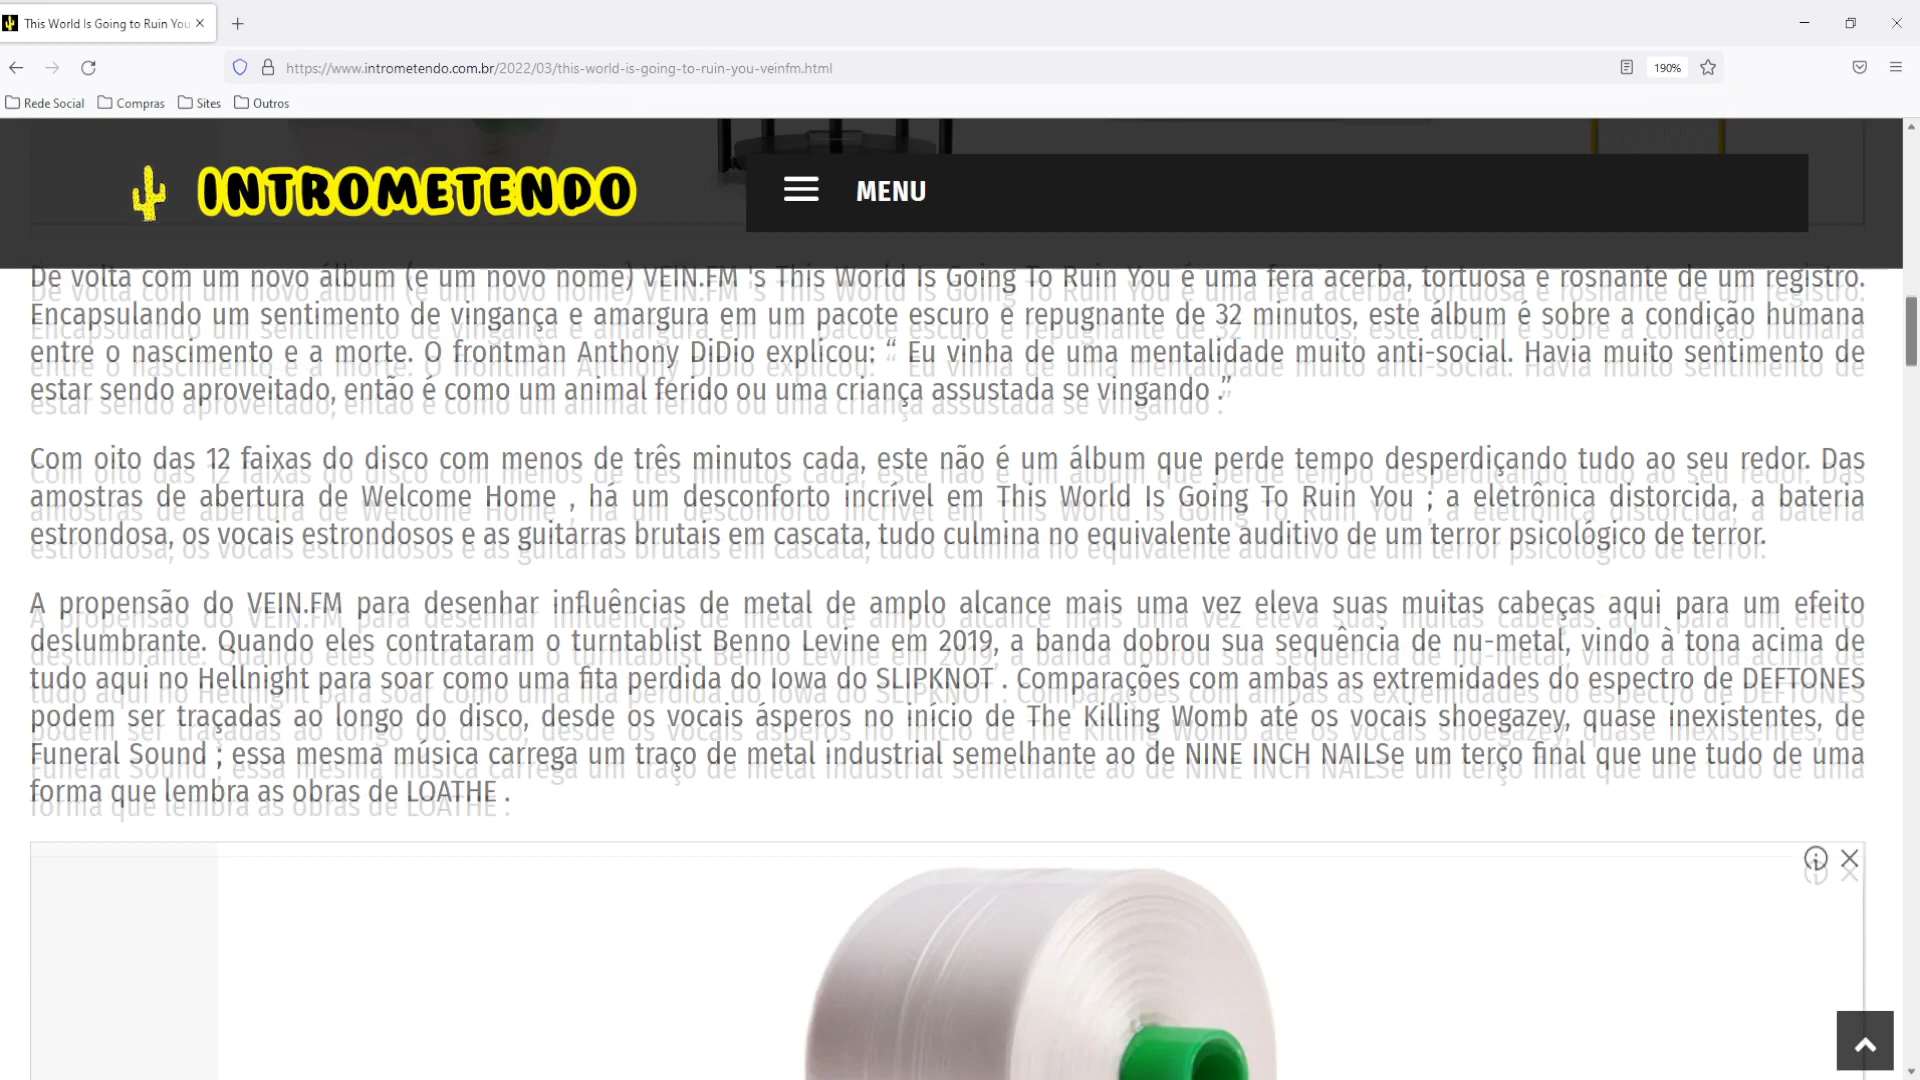 This World Is Going to Ruin You
https://www.intrometendo.com.br/2022/03/this-world-is-going-to-ruin-you-veinfm.html
190%
Rede Social
Compras
Sites
Outros
INTROMETENDO
MENU
De volta com um novo álbum (e um novo nome) VEIN.FM 's This World Is Going To Ruin You é uma fera acerba, tortuosa e rosnante de um registro.
Encapsulando um sentimento de vingança e amargura em um pacote escuro e repugnante de 32 minutos, este álbum é sobre a condição humana
entre o nascimento e a morte. O frontman Anthony DiDio explicou: “ Eu vinha de uma mentalidade muito anti-social. Havia muito sentimento de
estar sendo aproveitado, então é como um animal ferido ou uma criança assustada se vingando .”
Com oito das 12 faixas do disco com menos de três minutos cada, este não é um álbum que perde tempo desperdiçando tudo ao seu redor. Das
amostras de abertura de Welcome Home , há um desconforto incrível em This World Is Going To Ruin You ; a eletrônica distorcida, a bateria
estrondosa, os vocais estrondosos e as guitarras brutais em cascata, tudo culmina no equivalente auditivo de um terror psicológico de terror.
A propensão do VEIN.FM para desenhar influências de metal de amplo alcance mais uma vez eleva suas muitas cabeças aqui para um efeito
deslumbrante. Quando eles contrataram o turntablist Benno Levine em 2019, a banda dobrou sua sequência de nu-metal, vindo à tona acima de
tudo aqui no Hellnight para soar como uma fita perdida do Iowa do SLIPKNOT . Comparações com ambas as extremidades do espectro de DEFTONES
podem ser traçadas ao longo do disco, desde os vocais ásperos no início de The Killing Womb até os vocais shoegazey, quase inexistentes, de
Funeral Sound ; essa mesma música carrega um traço de metal industrial semelhante ao de NINE INCH NAILSe um terço final que une tudo de uma
forma que lembra as obras de LOATHE .